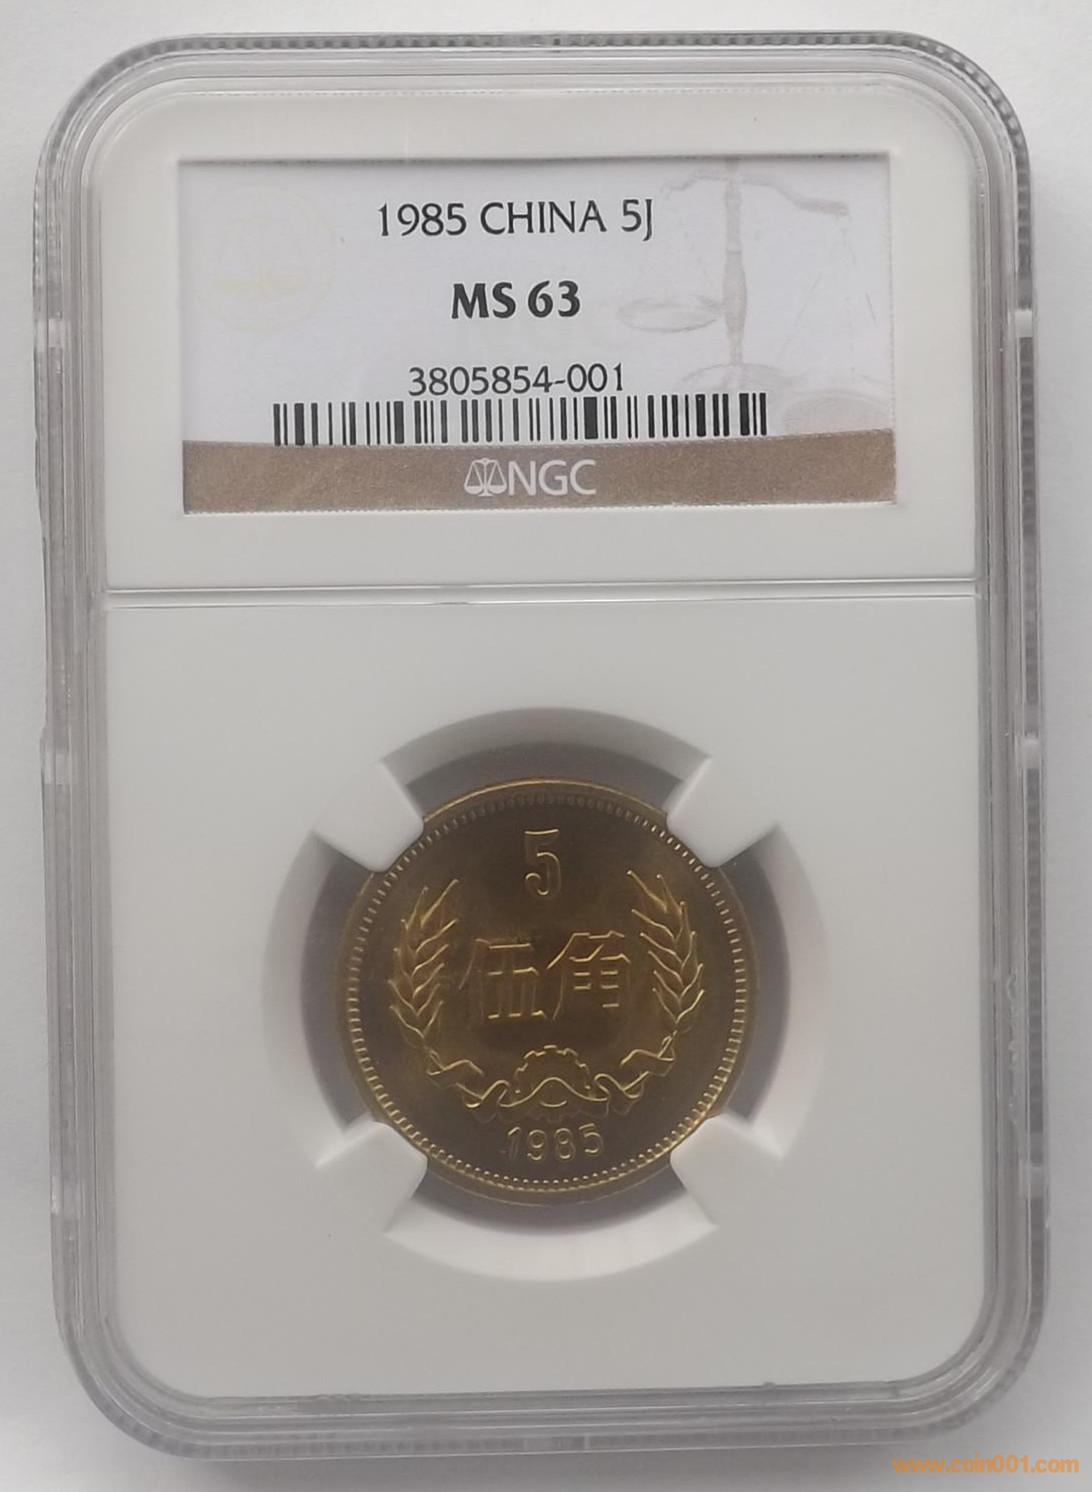 1985 CHINA 5J
MS 63
3805854-001
NGC
5
伍角
1985
www.coin001.com